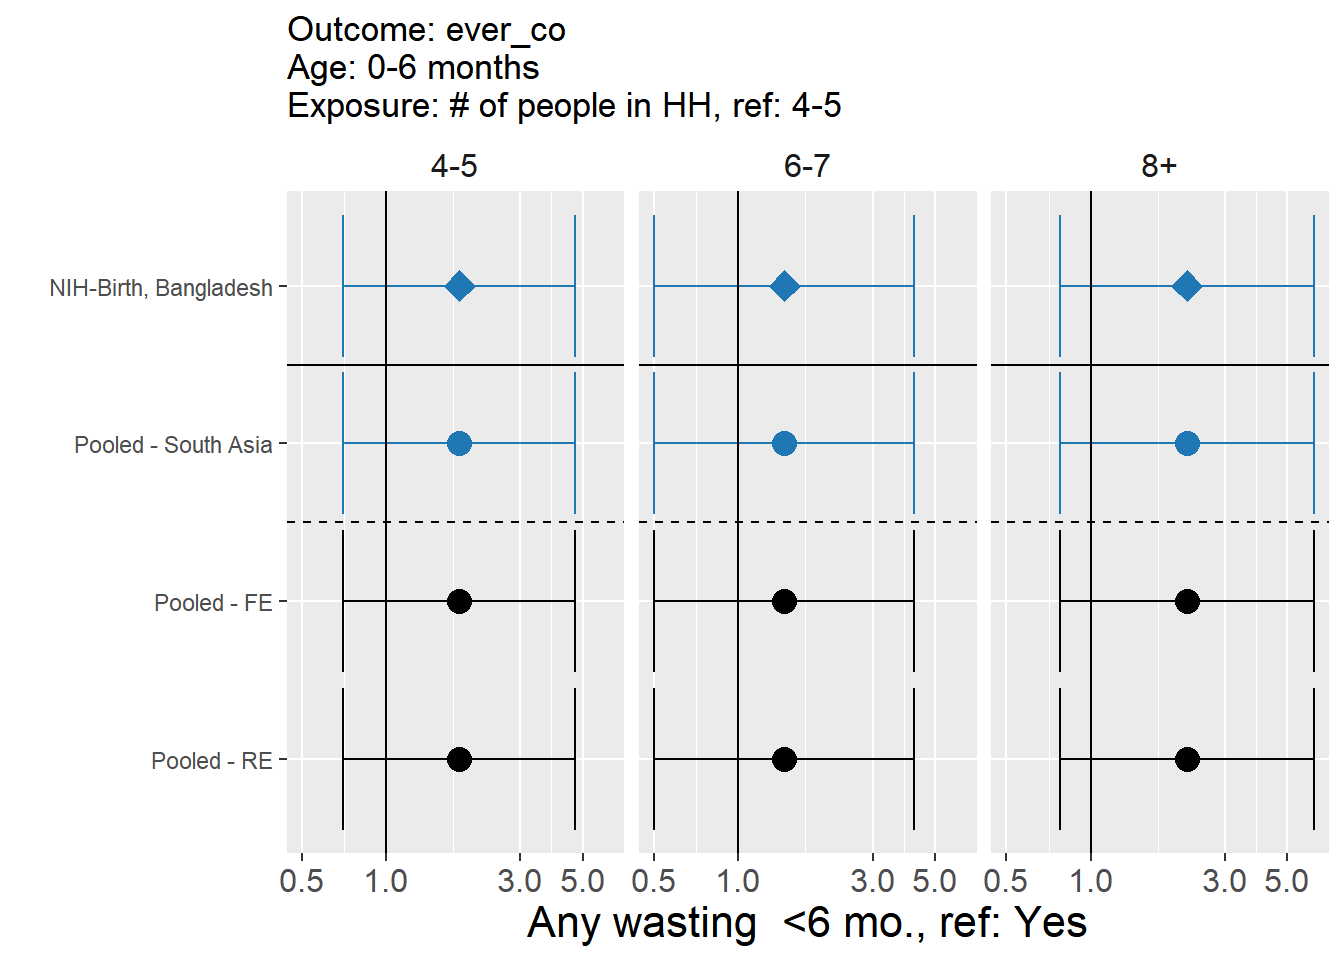 Outcome: ever_co
Age: 0-6 months
Exposure: # of people in HH, ref: 4-5
4-5 6-7 8+
NIH-Birth, Bangladesh
Pooled - South Asia
Pooled - FE
Pooled - RE
0.5 1.0 3.0 5.0 0.5 1.0 3.0 5.0 0.5 1.0 3.0 5.0
Any wasting  <6 mo., ref: Yes